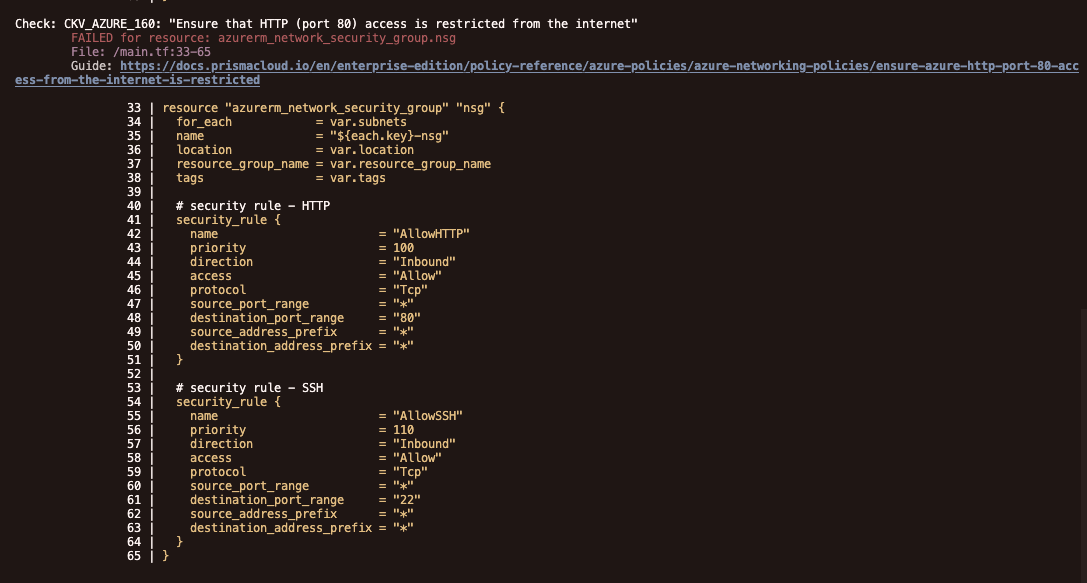 Check: CKV_AZURE_160: "Ensure that HTTP (port 80) access is restricted from the internet"
FAILED for resource: azurerm_network_security_group.nsg
File: /main.tf:33-65
Guide: https://docs.prismacloud.io/en/enterprise-edition/policy-reference/azure-policies/azure-networking-policies/ensure-azure-http-port-80-acc
ess-from-the-internet-is-restricted
33 | resource "azurerm_network_security_group" "nsg" {
34 |   for_each            = var.subnets
35 |   name                = "${each.key}-nsg"
36 |   location            = var.location
37 |   resource_group_name = var.resource_group_name
38 |   tags                = var.tags
39 |
40 |   # security rule - HTTP
41 |   security_rule {
42 |     name                       = "AllowHTTP"
43 |     priority                   = 100
44 |     direction                  = "Inbound"
45 |     access                     = "Allow"
46 |     protocol                   = "Tcp"
47 |     source_port_range          = "*"
48 |     destination_port_range     = "80"
49 |     source_address_prefix      = "*"
50 |     destination_address_prefix = "*"
51 |   }
52 |
53 |   # security rule - SSH
54 |   security_rule {
55 |     name                       = "AllowSSH"
56 |     priority                   = 110
57 |     direction                  = "Inbound"
58 |     access                     = "Allow"
59 |     protocol                   = "Tcp"
60 |     source_port_range          = "*"
61 |     destination_port_range     = "22"
62 |     source_address_prefix      = "*"
63 |     destination_address_prefix = "*"
64 |   }
65 | }